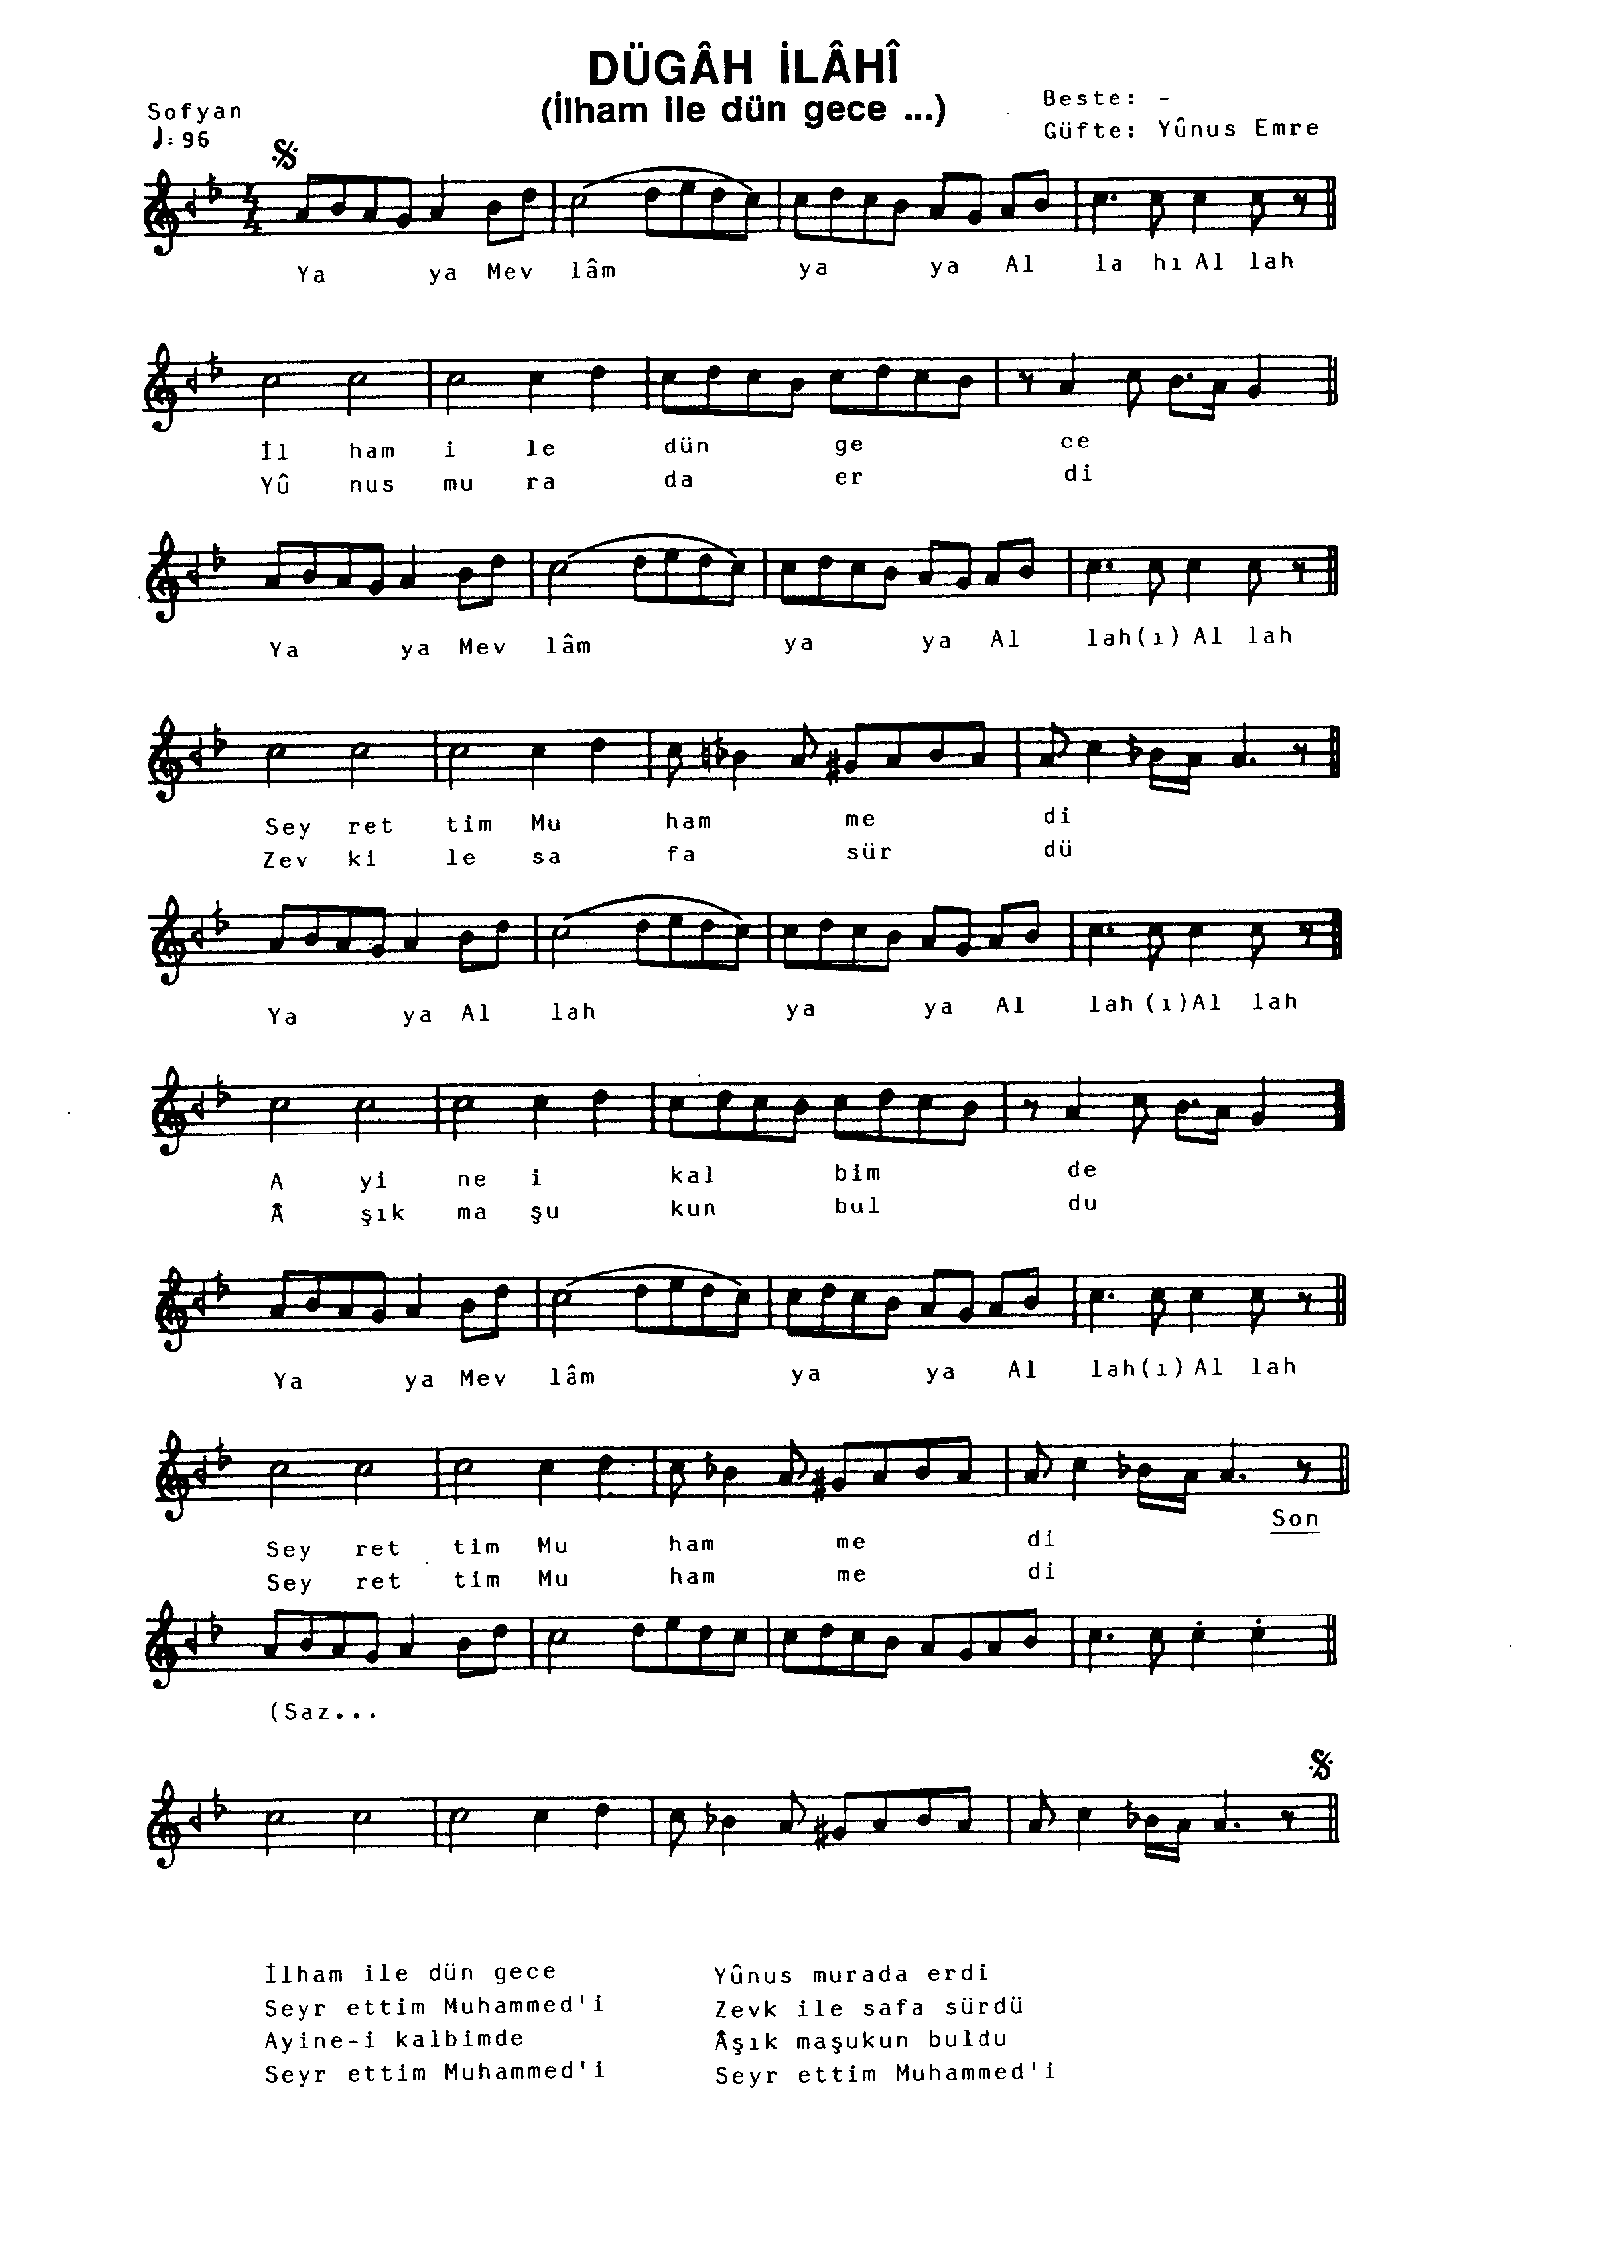 DÜGÂH İLÂHÎ
(İlham ile dün gece ...)
Sofyan
♩= 96
Beste: -
Güfte: Yûnus Emre
4/4
Ya ya Mev lâm ya ya Al la hı Al lah
İl ham i le dün ge ce
Yû nus mu ra da er di
Ya ya Mev lâm ya ya Al lah(ı) Al lah
Sey ret tim Mu ham me di
Zev ki le sa fa sür dü
Ya ya Al lah ya ya Al lah (ı)Al lah
A yi ne i kal bim de
 şık ma şu kun bul du
Ya ya Mev lâm ya ya Al lah(ı) Al lah
Sey ret tim Mu ham me di
Son
Sey ret tim Mu ham me di
(Saz...
İlham ile dün gece
Seyr ettim Muhammed'i
Ayine-i kalbimde
Seyr ettim Muhammed'i
Yûnus murada erdi
Zevk ile safa sürdü
Âşık maşukun buldu
Seyr ettim Muhammed'i